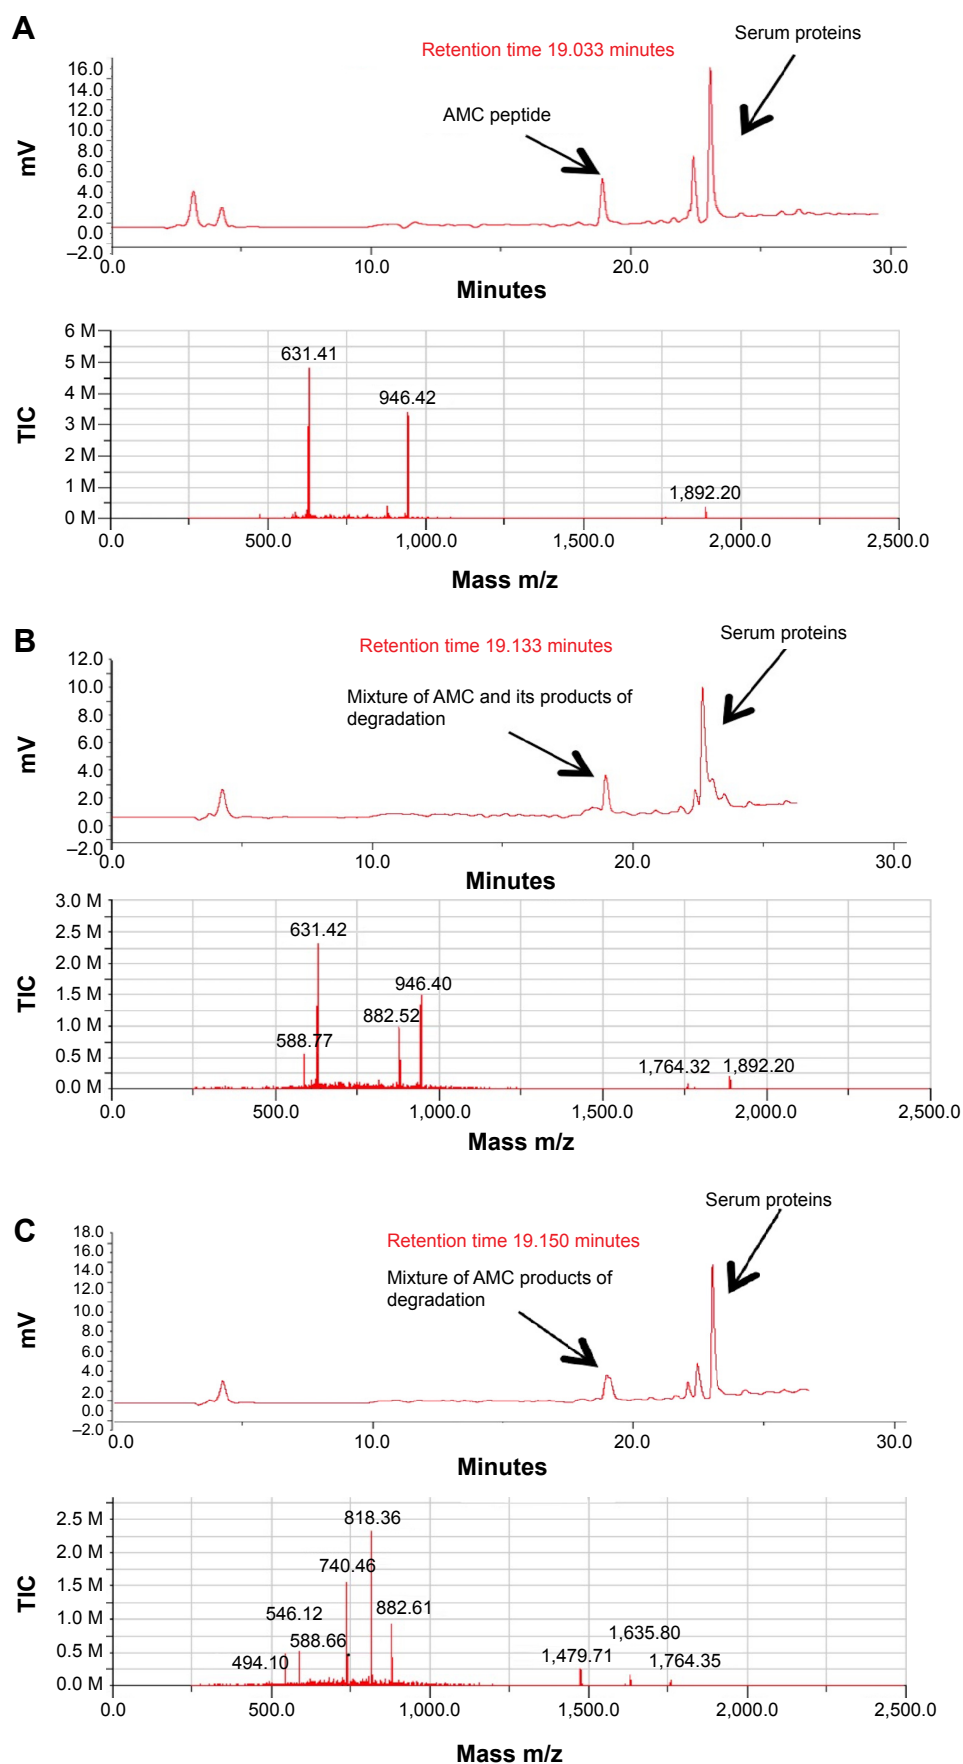 A
Retention time 19.033 minutes
Serum proteins
AMC peptide
mV
16.0
12.0
10.0
8.0
6.0
4.0
2.0
0.0
–2.0
0.0 10.0 20.0 30.0
Minutes
TIC
6 M
5 M
4 M
3 M
2 M
1 M
0 M
631.41
946.42
1,892.20
0.0 500.0 1,000.0 1,500.0 2,000.0 2,500.0
Mass m/z
B
Retention time 19.133 minutes
Serum proteins
Mixture of AMC and its products of
degradation
mV
12.0
10.0
8.0
6.0
4.0
2.0
0.0
–2.0
0.0 10.0 20.0 30.0
Minutes
TIC
3.0 M
2.5 M
2.0 M
1.5 M
1.0 M
0.5 M
0.0 M
631.42
946.40
882.52
588.77
1,764.32 1,892.20
0.0 500.0 1,000.0 1,500.0 2,000.0 2,500.0
Mass m/z
C
Serum proteins
Retention time 19.150 minutes
Mixture of AMC products of
degradation
mV
18.0
16.0
14.0
12.0
10.0
8.0
6.0
4.0
2.0
0.0
–2.0
0.0 10.0 20.0 30.0
Minutes
TIC
2.5 M
2.0 M
1.5 M
1.0 M
0.5 M
0.0 M
818.36
740.46
546.12
882.61
588.66
494.10
1,635.80
1,479.71
1,764.35
0.0 500.0 1,000.0 1,500.0 2,000.0 2,500.0
Mass m/z